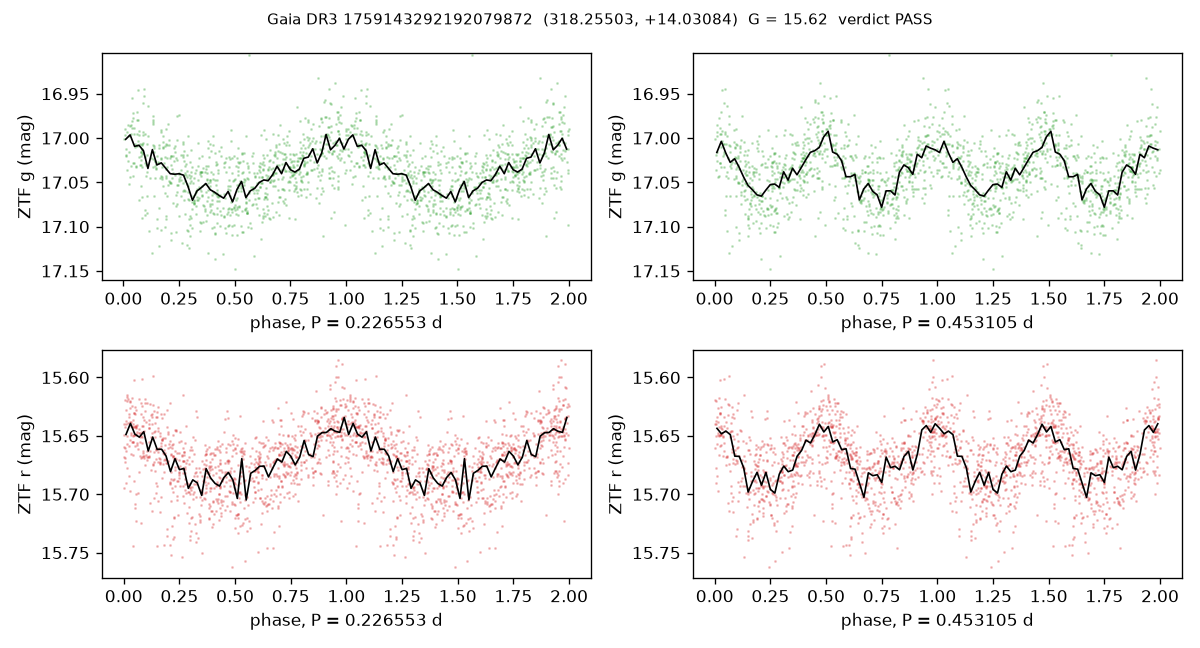 Gaia DR3 1759143292192079872 (318.25503, +14.03084) G = 15.62 verdict PASS
ZTF g (mag)
16.95
17.00
17.05
17.10
17.15
0.00 0.25 0.50 0.75 1.00 1.25 1.50 1.75 2.00
phase, P = 0.226553 d
ZTF g (mag)
16.95
17.00
17.05
17.10
17.15
0.00 0.25 0.50 0.75 1.00 1.25 1.50 1.75 2.00
phase, P = 0.453105 d
ZTF r (mag)
15.60
15.65
15.70
15.75
0.00 0.25 0.50 0.75 1.00 1.25 1.50 1.75 2.00
phase, P = 0.226553 d
ZTF r (mag)
15.60
15.65
15.70
15.75
0.00 0.25 0.50 0.75 1.00 1.25 1.50 1.75 2.00
phase, P = 0.453105 d